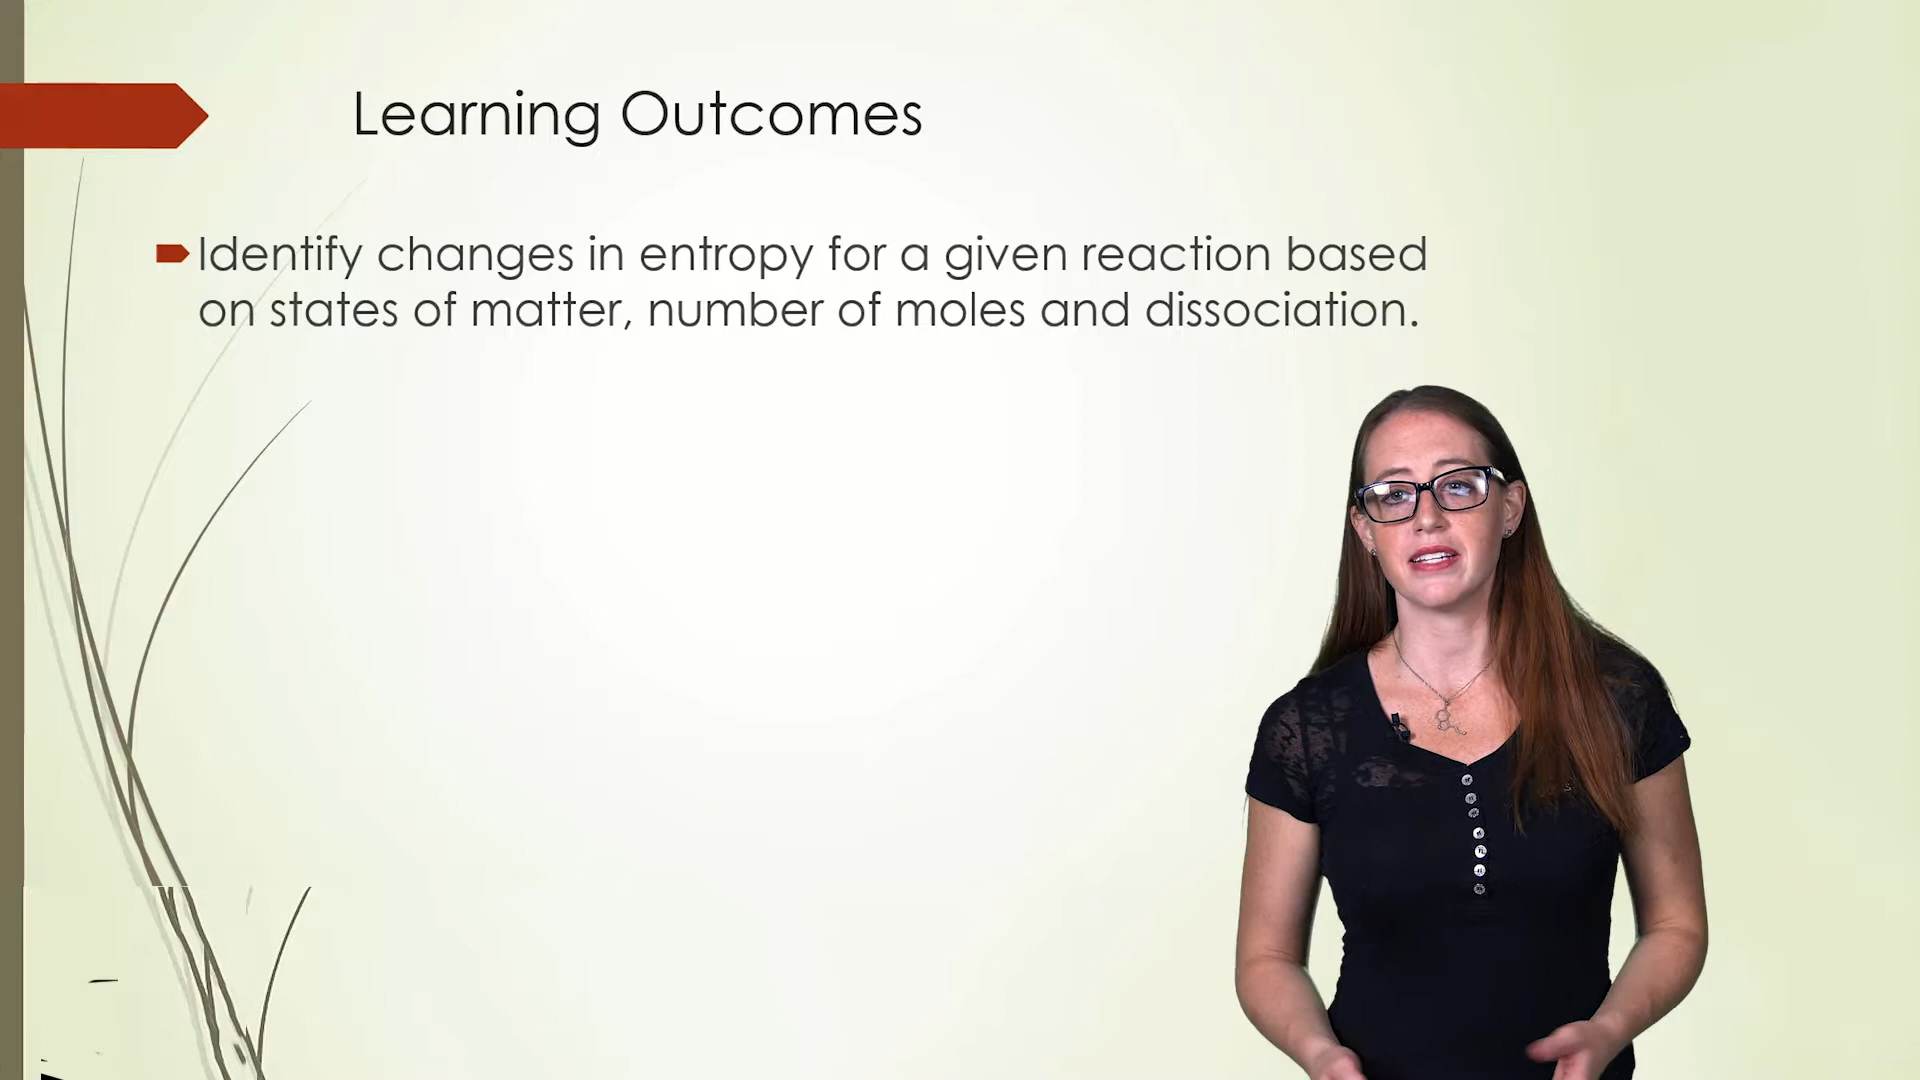 Learning Outcomes
Identify changes in entropy for a given reaction based
on states of matter, number of moles and dissociation.